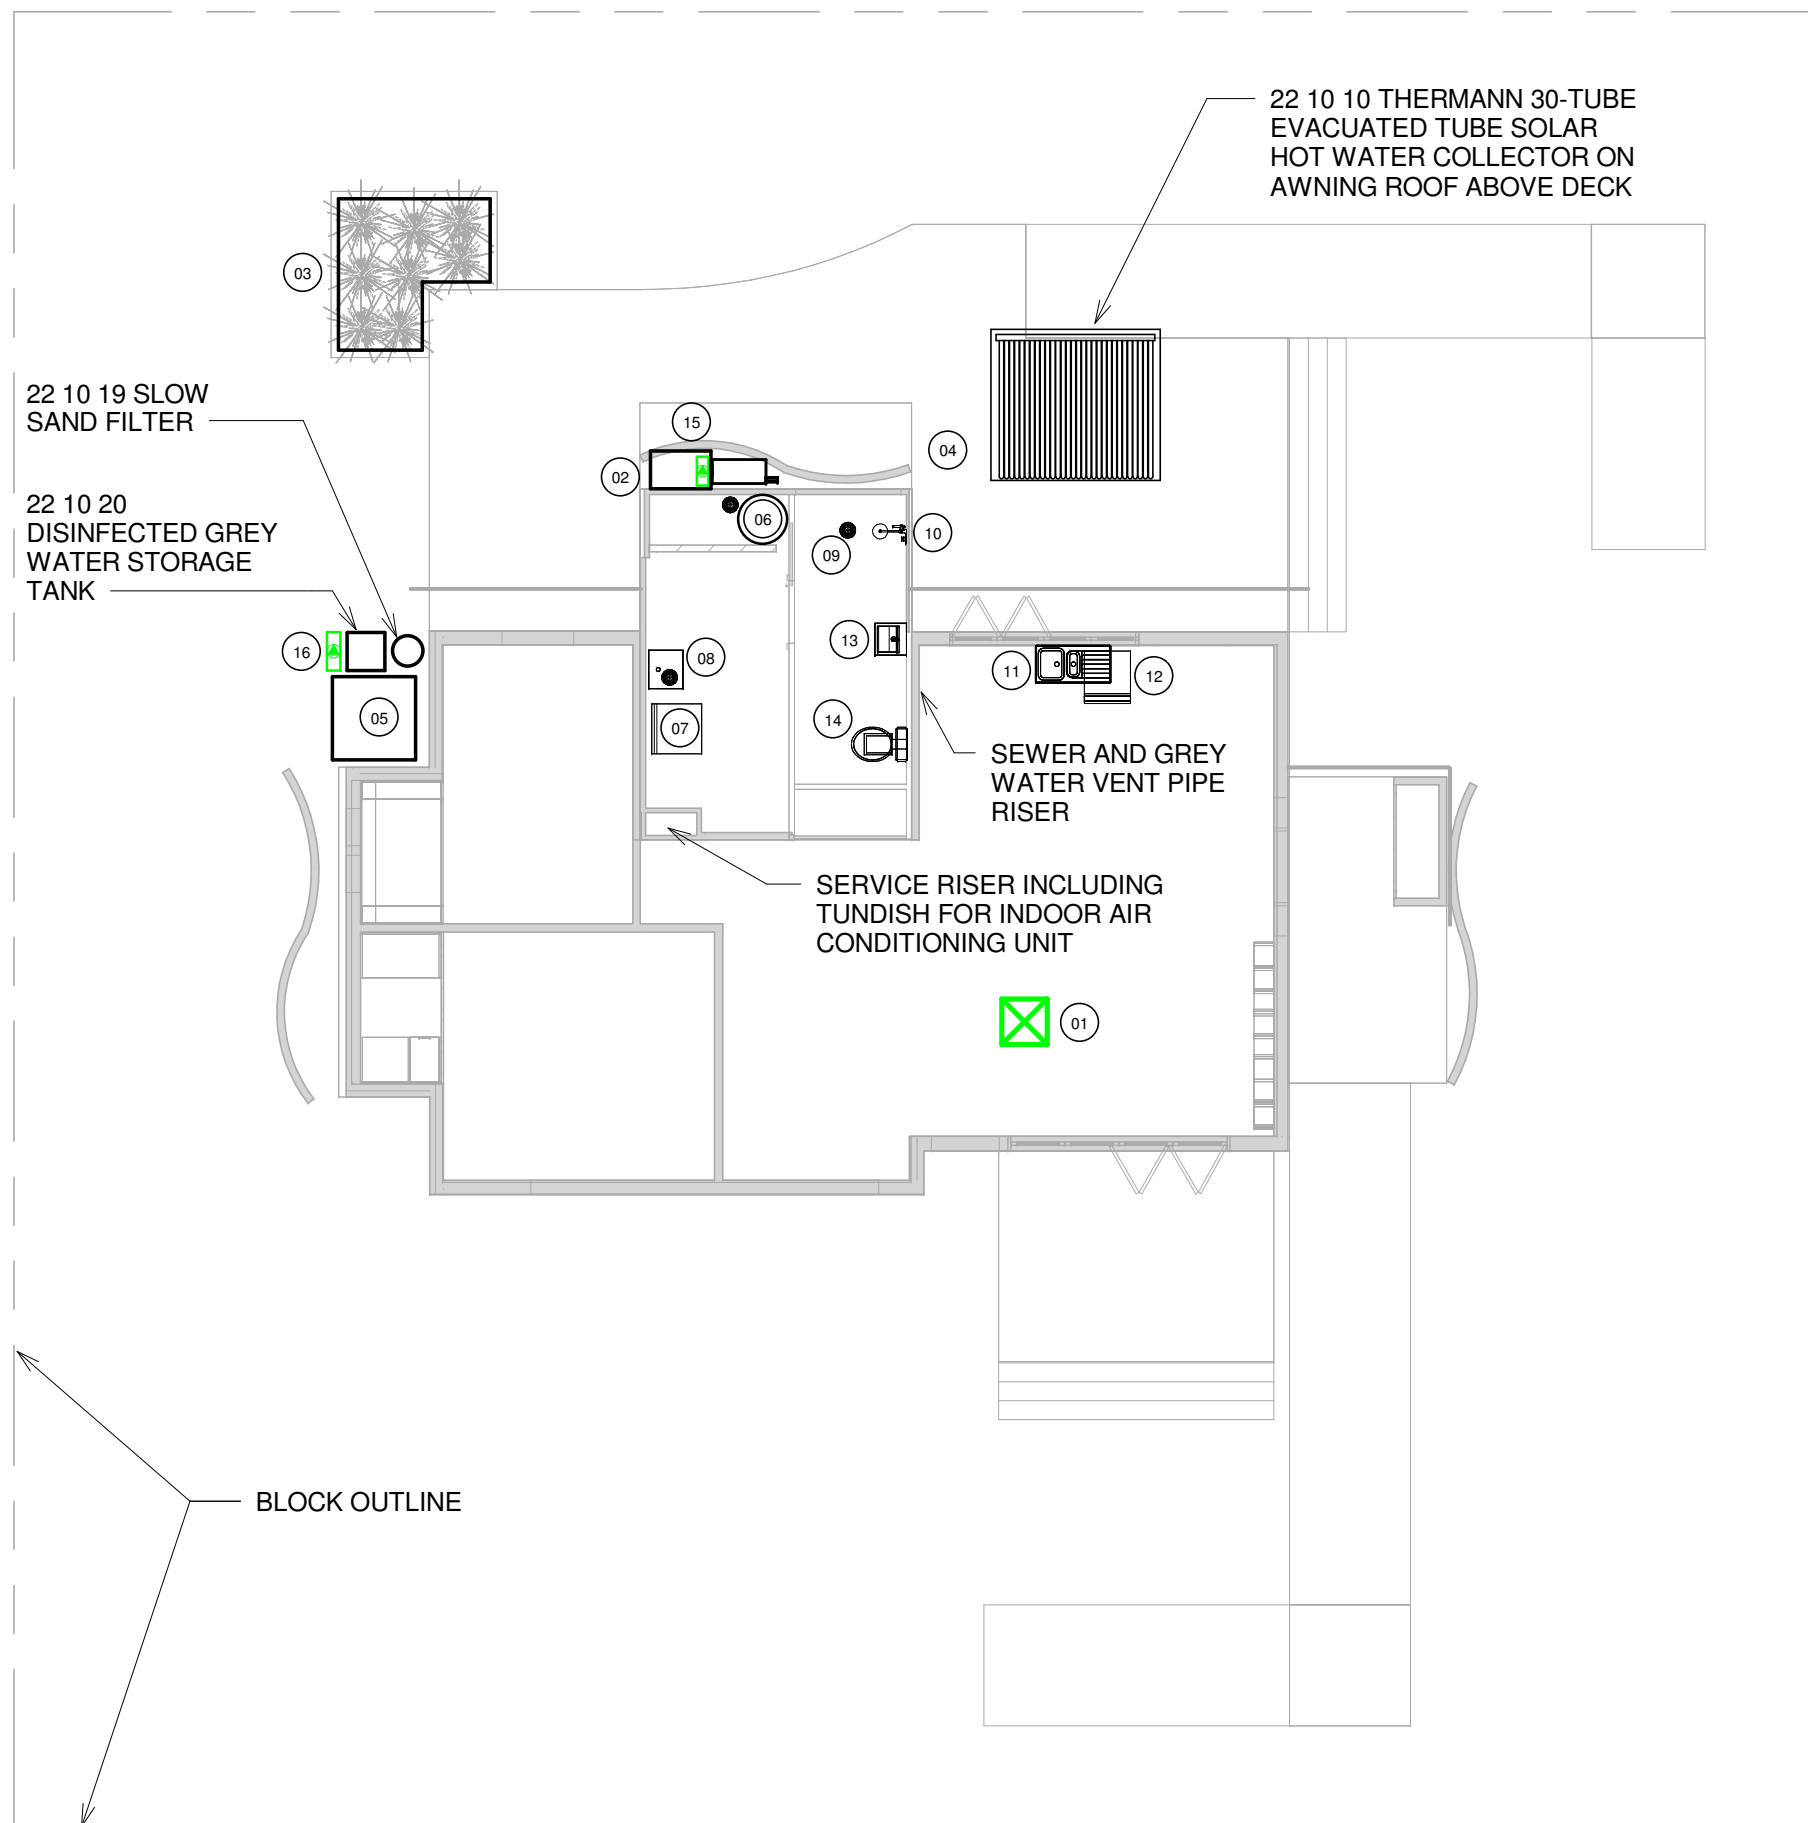 22 10 10 THERMANN 30-TUBE
EVACUATED TUBE SOLAR
HOT WATER COLLECTOR ON
AWNING ROOF ABOVE DECK
03
22 10 19 SLOW
SAND FILTER
15
04
02
22 10 20
DISINFECTED GREY
WATER STORAGE
TANK
06
10
09
16
13
08
11
12
05
07
14
SEWER AND GREY
WATER VENT PIPE
RISER
SERVICE RISER INCLUDING
TUNDISH FOR INDOOR AIR
CONDITIONING UNIT
01
BLOCK OUTLINE